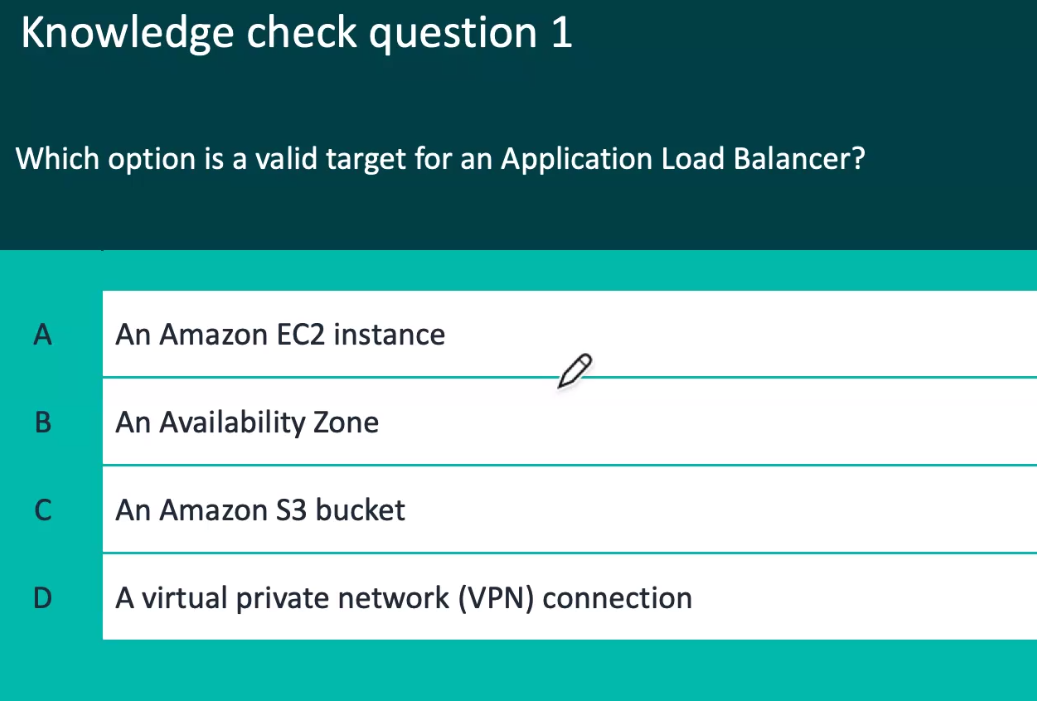 Knowledge check question 1
Which option is a valid target for an Application Load Balancer?
A An Amazon EC2 instance
B An Availability Zone
C An Amazon S3 bucket
D A virtual private network (VPN) connection